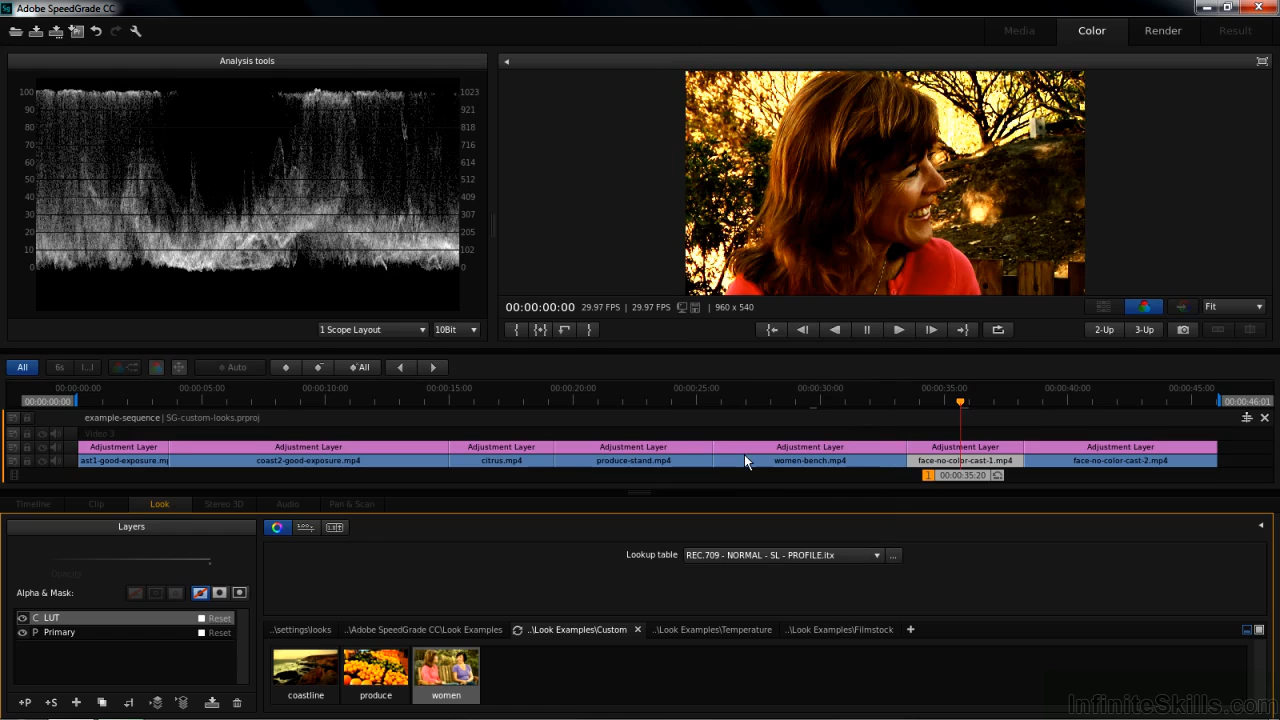 Sg Adobe SpeedGrade CC
Media Color Render Result
Analysis tools
100 1023
90 921
80 818
70 716
60 614
50 512
40 409
30 307
20 204
10 102
0 0
1 Scope Layout 10Bit
00:00:00:00 29.97 FPS | 29.97 FPS | 960 x 540 Fit
2-Up 3-Up
All 6s [...] Auto All
00:00:00:00 00:00:05:00 00:00:10:00 00:00:15:00 00:00:20:00 00:00:25:00 00:00:30:00 00:00:35:00 00:00:40:00 00:00:45:00
00:00:00:00 00:00:46:01
example-sequence | SG-custom-looks.prproj
Video 3
Adjustment Layer Adjustment Layer Adjustment Layer Adjustment Layer Adjustment Layer Adjustment Layer Adjustment Layer
ast1-good-exposure.m coast2-good-exposure.mp4 citrus.mp4 produce-stand.mp4 women-bench.mp4 face-no-color-cast-1.mp4 face-no-color-cast-2.mp4
1 00:00:35:20
Timeline Clip Look Stereo 3D Audio Pan & Scan
Layers
Lookup table REC.709 - NORMAL - SL - PROFILE.itx ...
Opacity
Alpha & Mask:
C LUT Reset
P Primary Reset
..\settings\looks ..\Adobe SpeedGrade CC\Look Examples ..\Look Examples\Custom ..\Look Examples\Temperature ..\Look Examples\Filmstock
coastline produce women
+P +S
InfiniteSkills.com